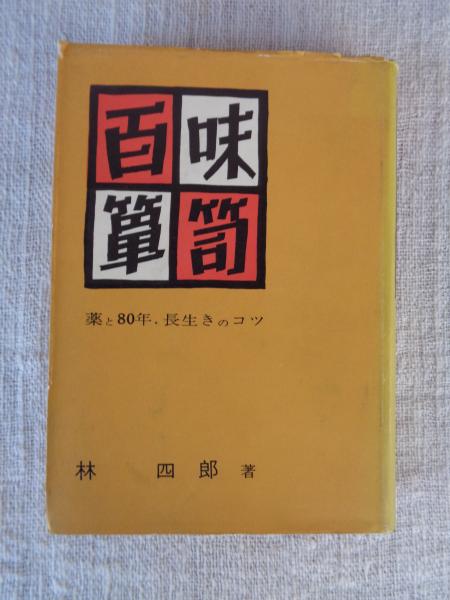 百味
箪笥
薬と80年・長生きのコツ
林 四郎 著